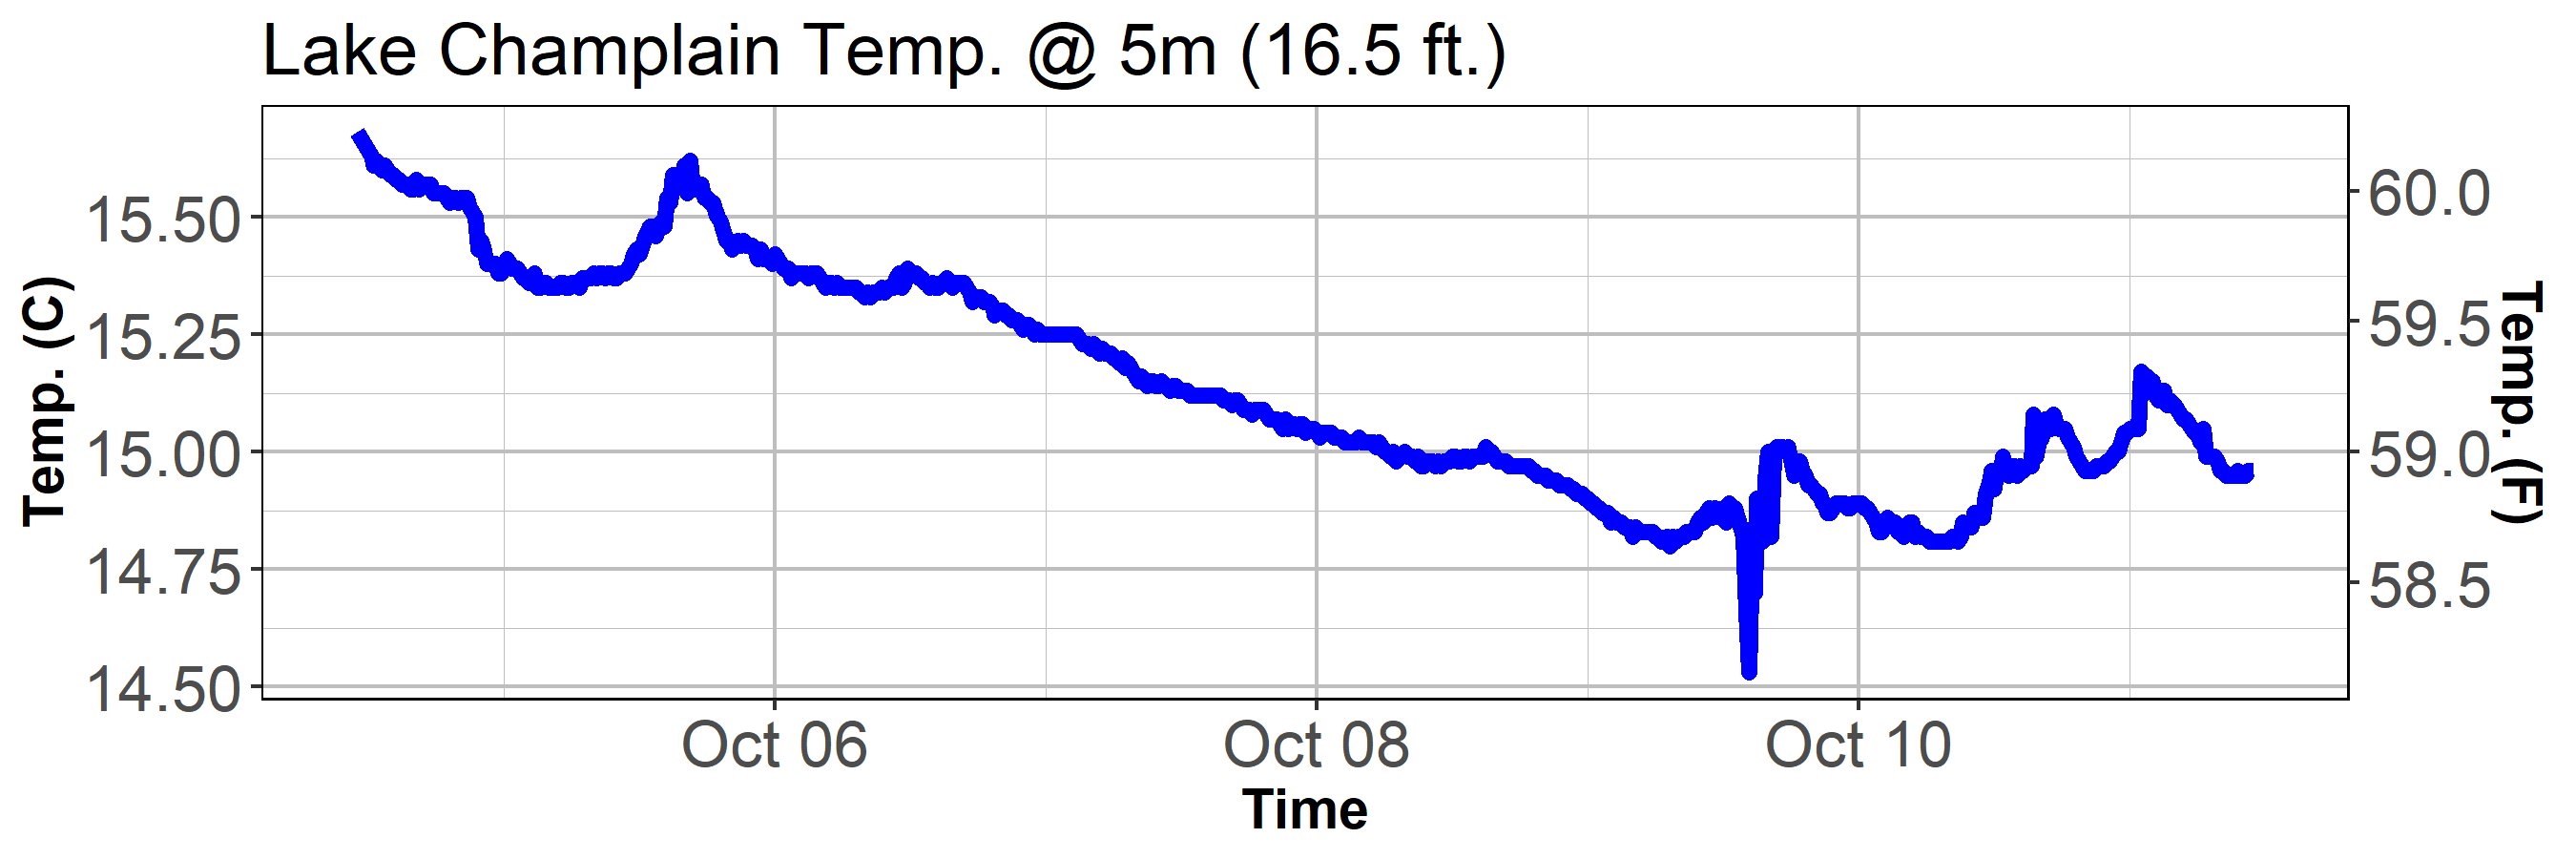 Lake Champlain Temp. @ 5m (16.5 ft.)
Temp. (C)
15.50
15.25
15.00
14.75
14.50
60.0
59.5
59.0
58.5
Temp. (F)
Oct 06 Oct 08 Oct 10
Time